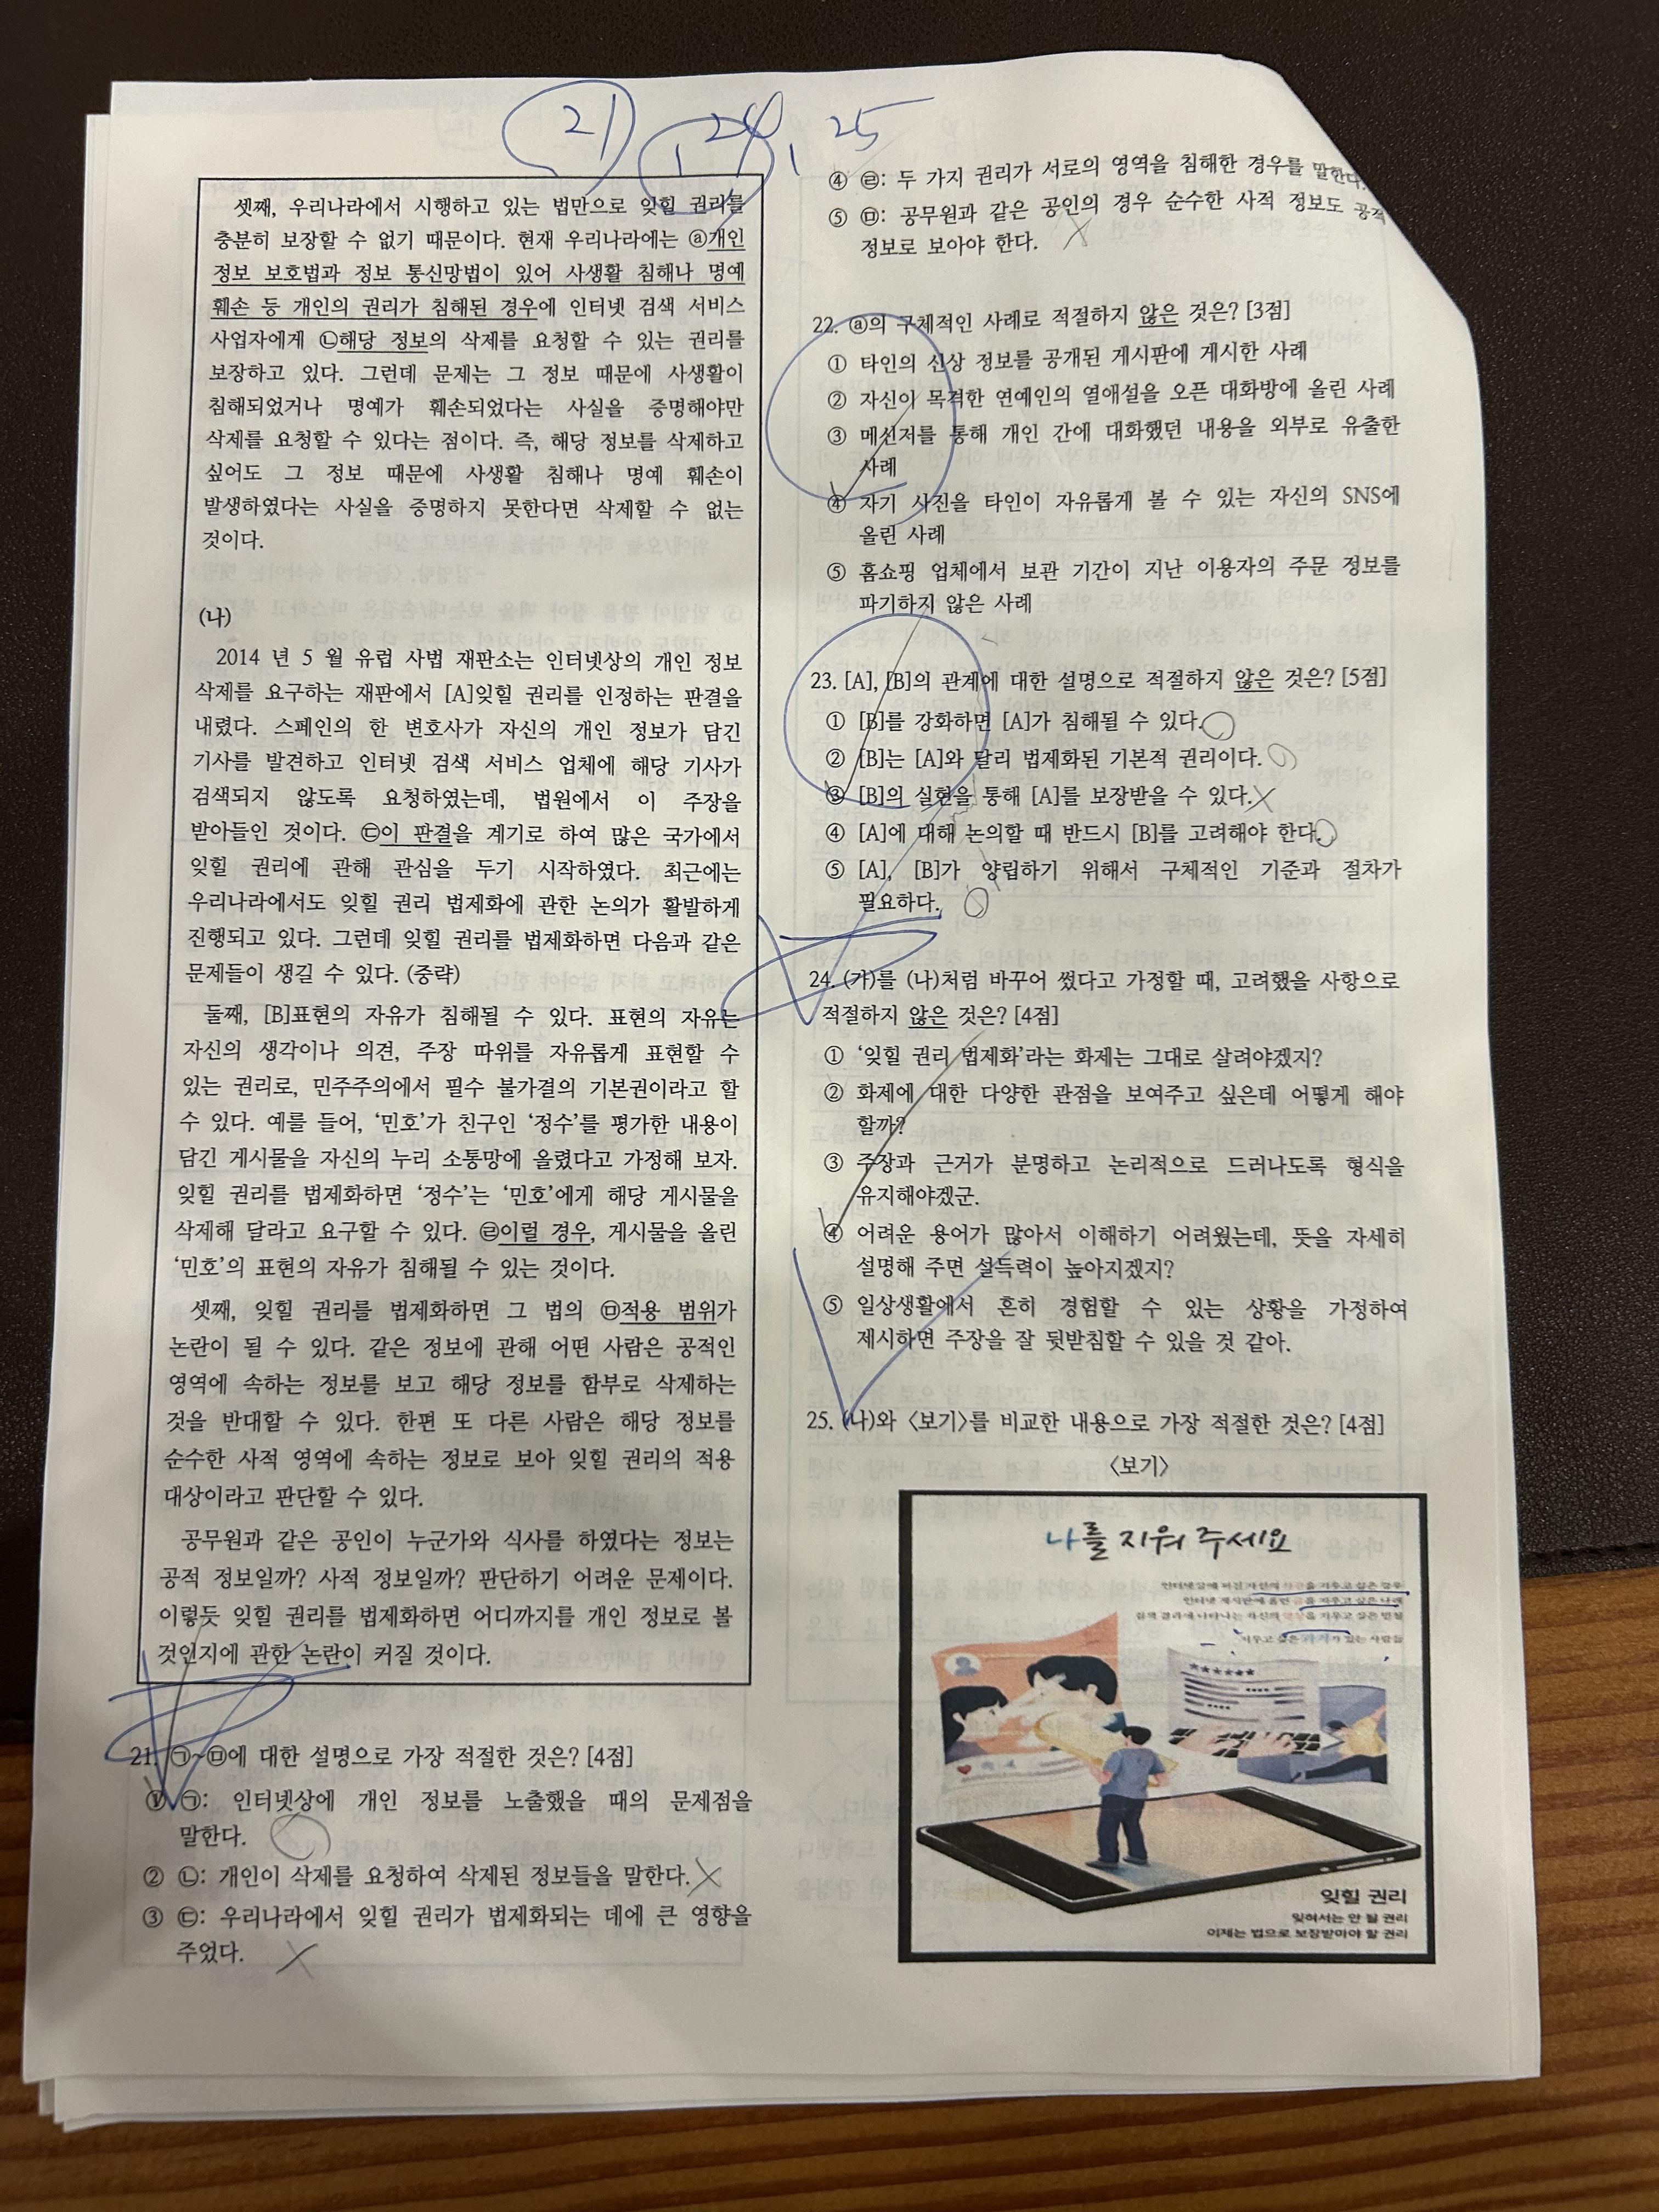 21, 24, 25
셋째, 우리나라에서 시행하고 있는 법만으로 잊힐 권리를
충분히 보장할 수 없기 때문이다. 현재 우리나라에는 ⓐ개인
정보 보호법과 정보 통신망법이 있어 사생활 침해나 명예
훼손 등 개인의 권리가 침해된 경우에 인터넷 검색 서비스
사업자에게 ㉡해당 정보의 삭제를 요청할 수 있는 권리를
보장하고 있다. 그런데 문제는 그 정보 때문에 사생활이
침해되었거나 명예가 훼손되었다는 사실을 증명해야만
삭제를 요청할 수 있다는 점이다. 즉, 해당 정보를 삭제하고
싶어도 그 정보 때문에 사생활 침해나 명예 훼손이
발생하였다는 사실을 증명하지 못한다면 삭제할 수 없는
것이다.
(나)
2014 년 5 월 유럽 사법 재판소는 인터넷상의 개인 정보
삭제를 요구하는 재판에서 [A]잊힐 권리를 인정하는 판결을
내렸다. 스페인의 한 변호사가 자신의 개인 정보가 담긴
기사를 발견하고 인터넷 검색 서비스 업체에 해당 기사가
검색되지 않도록 요청하였는데, 법원에서 이 주장을
받아들인 것이다. ㉢이 판결을 계기로 하여 많은 국가에서
잊힐 권리에 관해 관심을 두기 시작하였다. 최근에는
우리나라에서도 잊힐 권리 법제화에 관한 논의가 활발하게
진행되고 있다. 그런데 잊힐 권리를 법제화하면 다음과 같은
문제들이 생길 수 있다. (중략)
둘째, [B]표현의 자유가 침해될 수 있다. 표현의 자유는
자신의 생각이나 의견, 주장 따위를 자유롭게 표현할 수
있는 권리로, 민주주의에서 필수 불가결의 기본권이라고 할
수 있다. 예를 들어, ‘민호’가 친구인 ‘정수’를 평가한 내용이
담긴 게시물을 자신의 누리 소통망에 올렸다고 가정해 보자.
잊힐 권리를 법제화하면 ‘정수’는 ‘민호’에게 해당 게시물을
삭제해 달라고 요구할 수 있다. ㉣이럴 경우, 게시물을 올린
‘민호’의 표현의 자유가 침해될 수 있는 것이다.
셋째, 잊힐 권리를 법제화하면 그 법의 ㉤적용 범위가
논란이 될 수 있다. 같은 정보에 관해 어떤 사람은 공적인
영역에 속하는 정보를 보고 해당 정보를 함부로 삭제하는
것을 반대할 수 있다. 한편 또 다른 사람은 해당 정보를
순수한 사적 영역에 속하는 정보로 보아 잊힐 권리의 적용
대상이라고 판단할 수 있다.
공무원과 같은 공인이 누군가와 식사를 하였다는 정보는
공적 정보일까? 사적 정보일까? 판단하기 어려운 문제이다.
이렇듯 잊힐 권리를 법제화하면 어디까지를 개인 정보로 볼
것인지에 관한 논란이 커질 것이다.
21. ㉠~㉤에 대한 설명으로 가장 적절한 것은? [4점]
① ㉠: 인터넷상에 개인 정보를 노출했을 때의 문제점을
말한다.
② ㉡: 개인이 삭제를 요청하여 삭제된 정보들을 말한다.
③ ㉢: 우리나라에서 잊힐 권리가 법제화되는 데에 큰 영향을
주었다.
④ ㉣: 두 가지 권리가 서로의 영역을 침해한 경우를 말한다.
⑤ ㉤: 공무원과 같은 공인의 경우 순수한 사적 정보도 공적
정보로 보아야 한다.
22. ⓐ의 구체적인 사례로 적절하지 않은 것은? [3점]
① 타인의 신상 정보를 공개된 게시판에 게시한 사례
② 자신이 목격한 연예인의 열애설을 오픈 대화방에 올린 사례
③ 메신저를 통해 개인 간에 대화했던 내용을 외부로 유출한
사례
④ 자기 사진을 타인이 자유롭게 볼 수 있는 자신의 SNS에
올린 사례
⑤ 홈쇼핑 업체에서 보관 기간이 지난 이용자의 주문 정보를
파기하지 않은 사례
23. [A], [B]의 관계에 대한 설명으로 적절하지 않은 것은? [5점]
① [B]를 강화하면 [A]가 침해될 수 있다.
② [B]는 [A]와 달리 법제화된 기본적 권리이다.
③ [B]의 실현을 통해 [A]를 보장받을 수 있다.
④ [A]에 대해 논의할 때 반드시 [B]를 고려해야 한다.
⑤ [A], [B]가 양립하기 위해서 구체적인 기준과 절차가
필요하다.
24. (가)를 (나)처럼 바꾸어 썼다고 가정할 때, 고려했을 사항으로
적절하지 않은 것은? [4점]
① ‘잊힐 권리 법제화’라는 화제는 그대로 살려야겠지?
② 화제에 대한 다양한 관점을 보여주고 싶은데 어떻게 해야
할까?
③ 주장과 근거가 분명하고 논리적으로 드러나도록 형식을
유지해야겠군.
④ 어려운 용어가 많아서 이해하기 어려웠는데, 뜻을 자세히
설명해 주면 설득력이 높아지겠지?
⑤ 일상생활에서 흔히 경험할 수 있는 상황을 가정하여
제시하면 주장을 잘 뒷받침할 수 있을 것 같아.
25. (나)와 〈보기〉를 비교한 내용으로 가장 적절한 것은? [4점]
〈보기〉
나를 지워 주세요
지우고 싶은 과거가 있는 사람들
잊힐 권리
잊혀서는 안 될 권리
이제는 법으로 보장받아야 할 권리